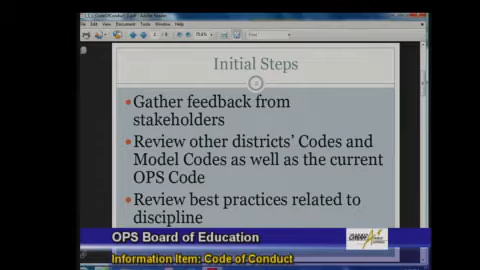 Initial Steps
2
• Gather feedback from
stakeholders
• Review other districts' Codes and
Model Codes as well as the current
OPS Code
• Review best practices related to
discipline
OPS Board of Education
Information Item: Code of Conduct